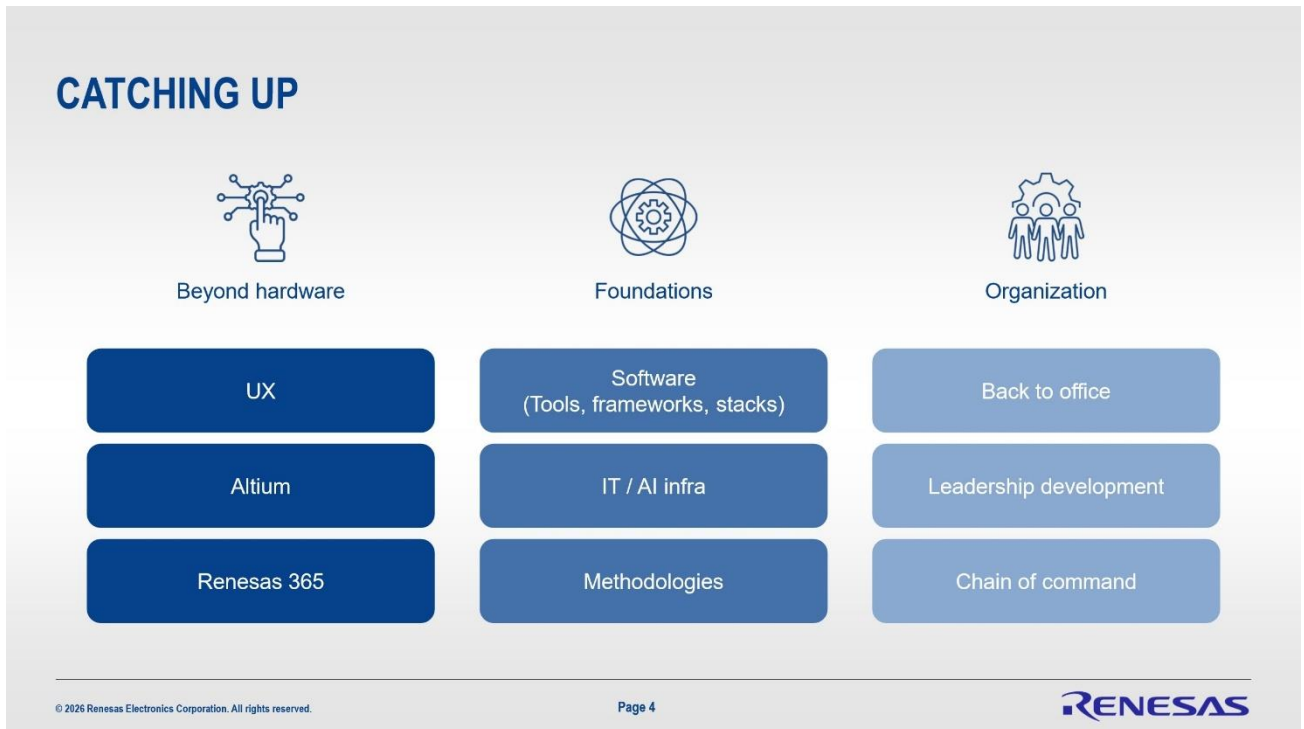 CATCHING UP
Beyond hardware
Foundations
Organization
UX
Software
(Tools, frameworks, stacks)
Back to office
Altium
IT / AI infra
Leadership development
Renesas 365
Methodologies
Chain of command
© 2026 Renesas Electronics Corporation. All rights reserved.
Page 4
RENESAS